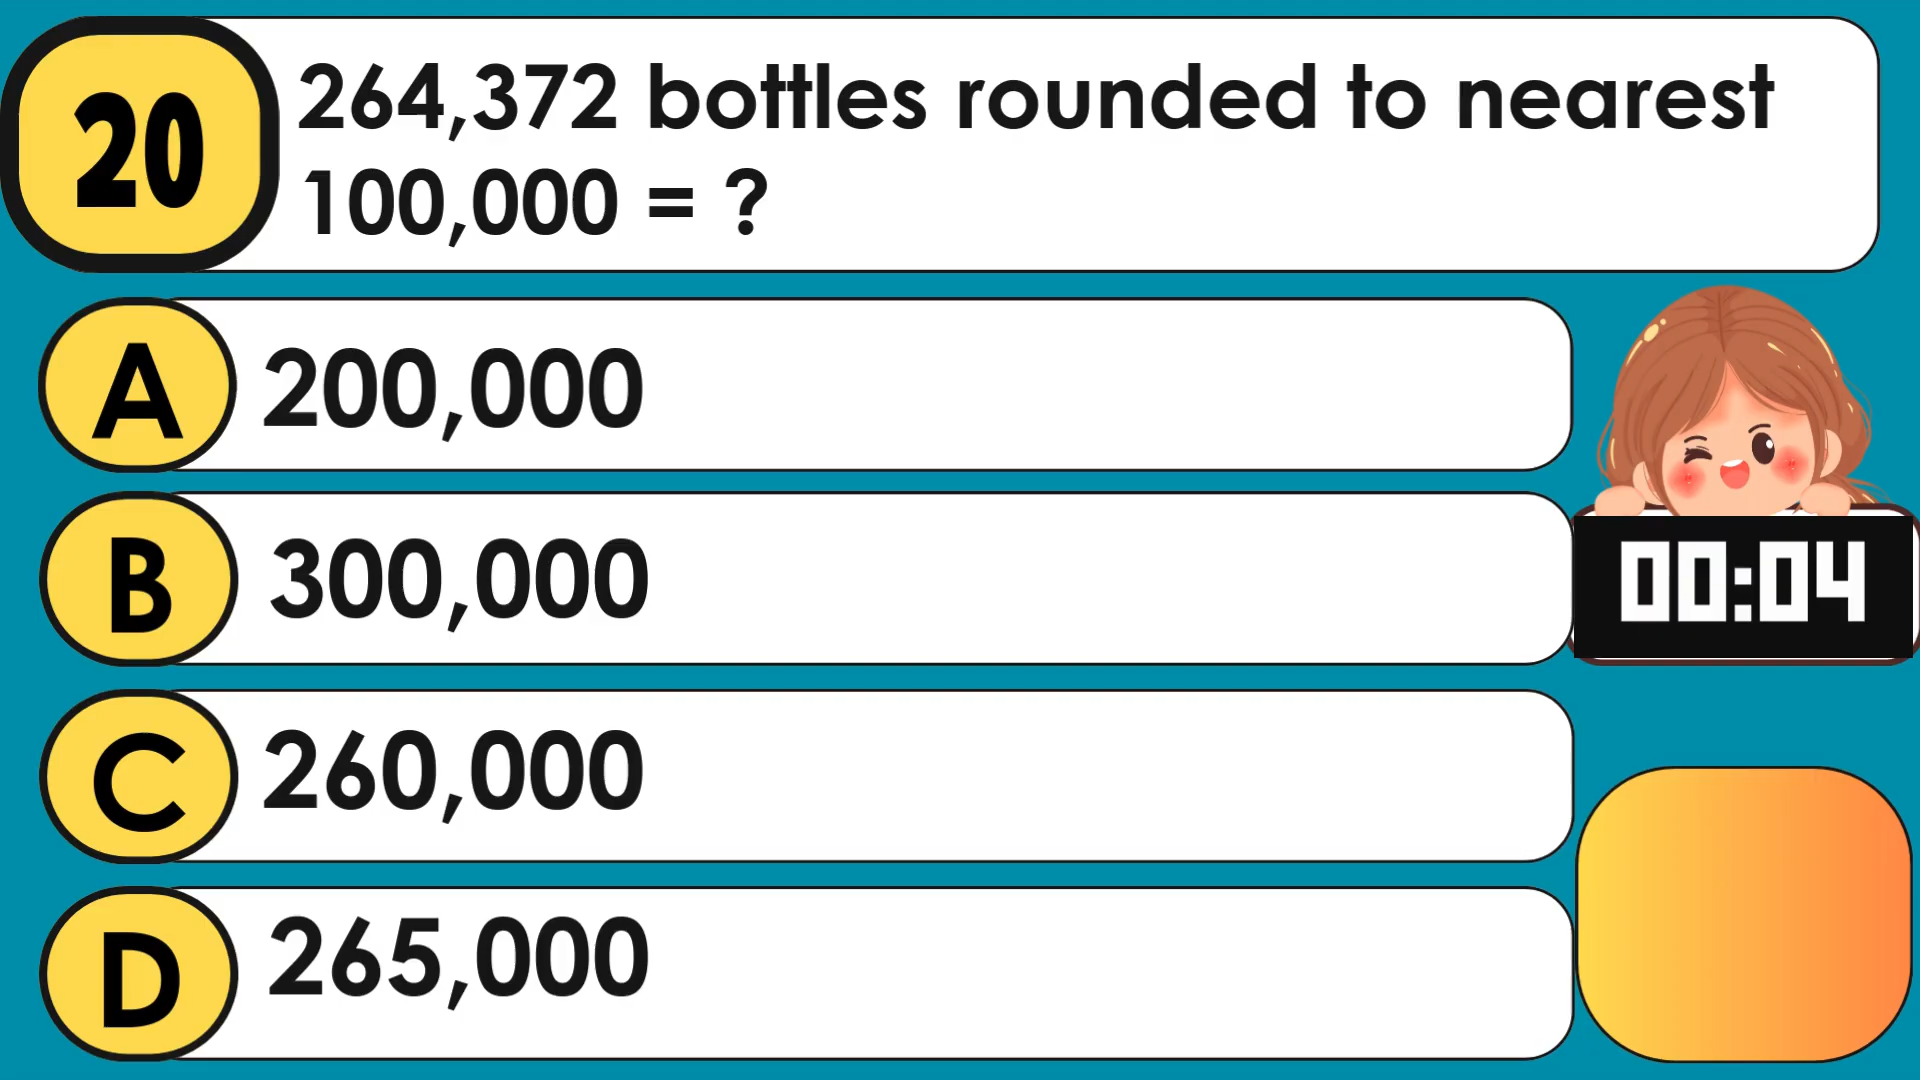 20
264,372 bottles rounded to nearest
100,000 = ?
A
200,000
B
300,000
00:04
C
260,000
D
265,000